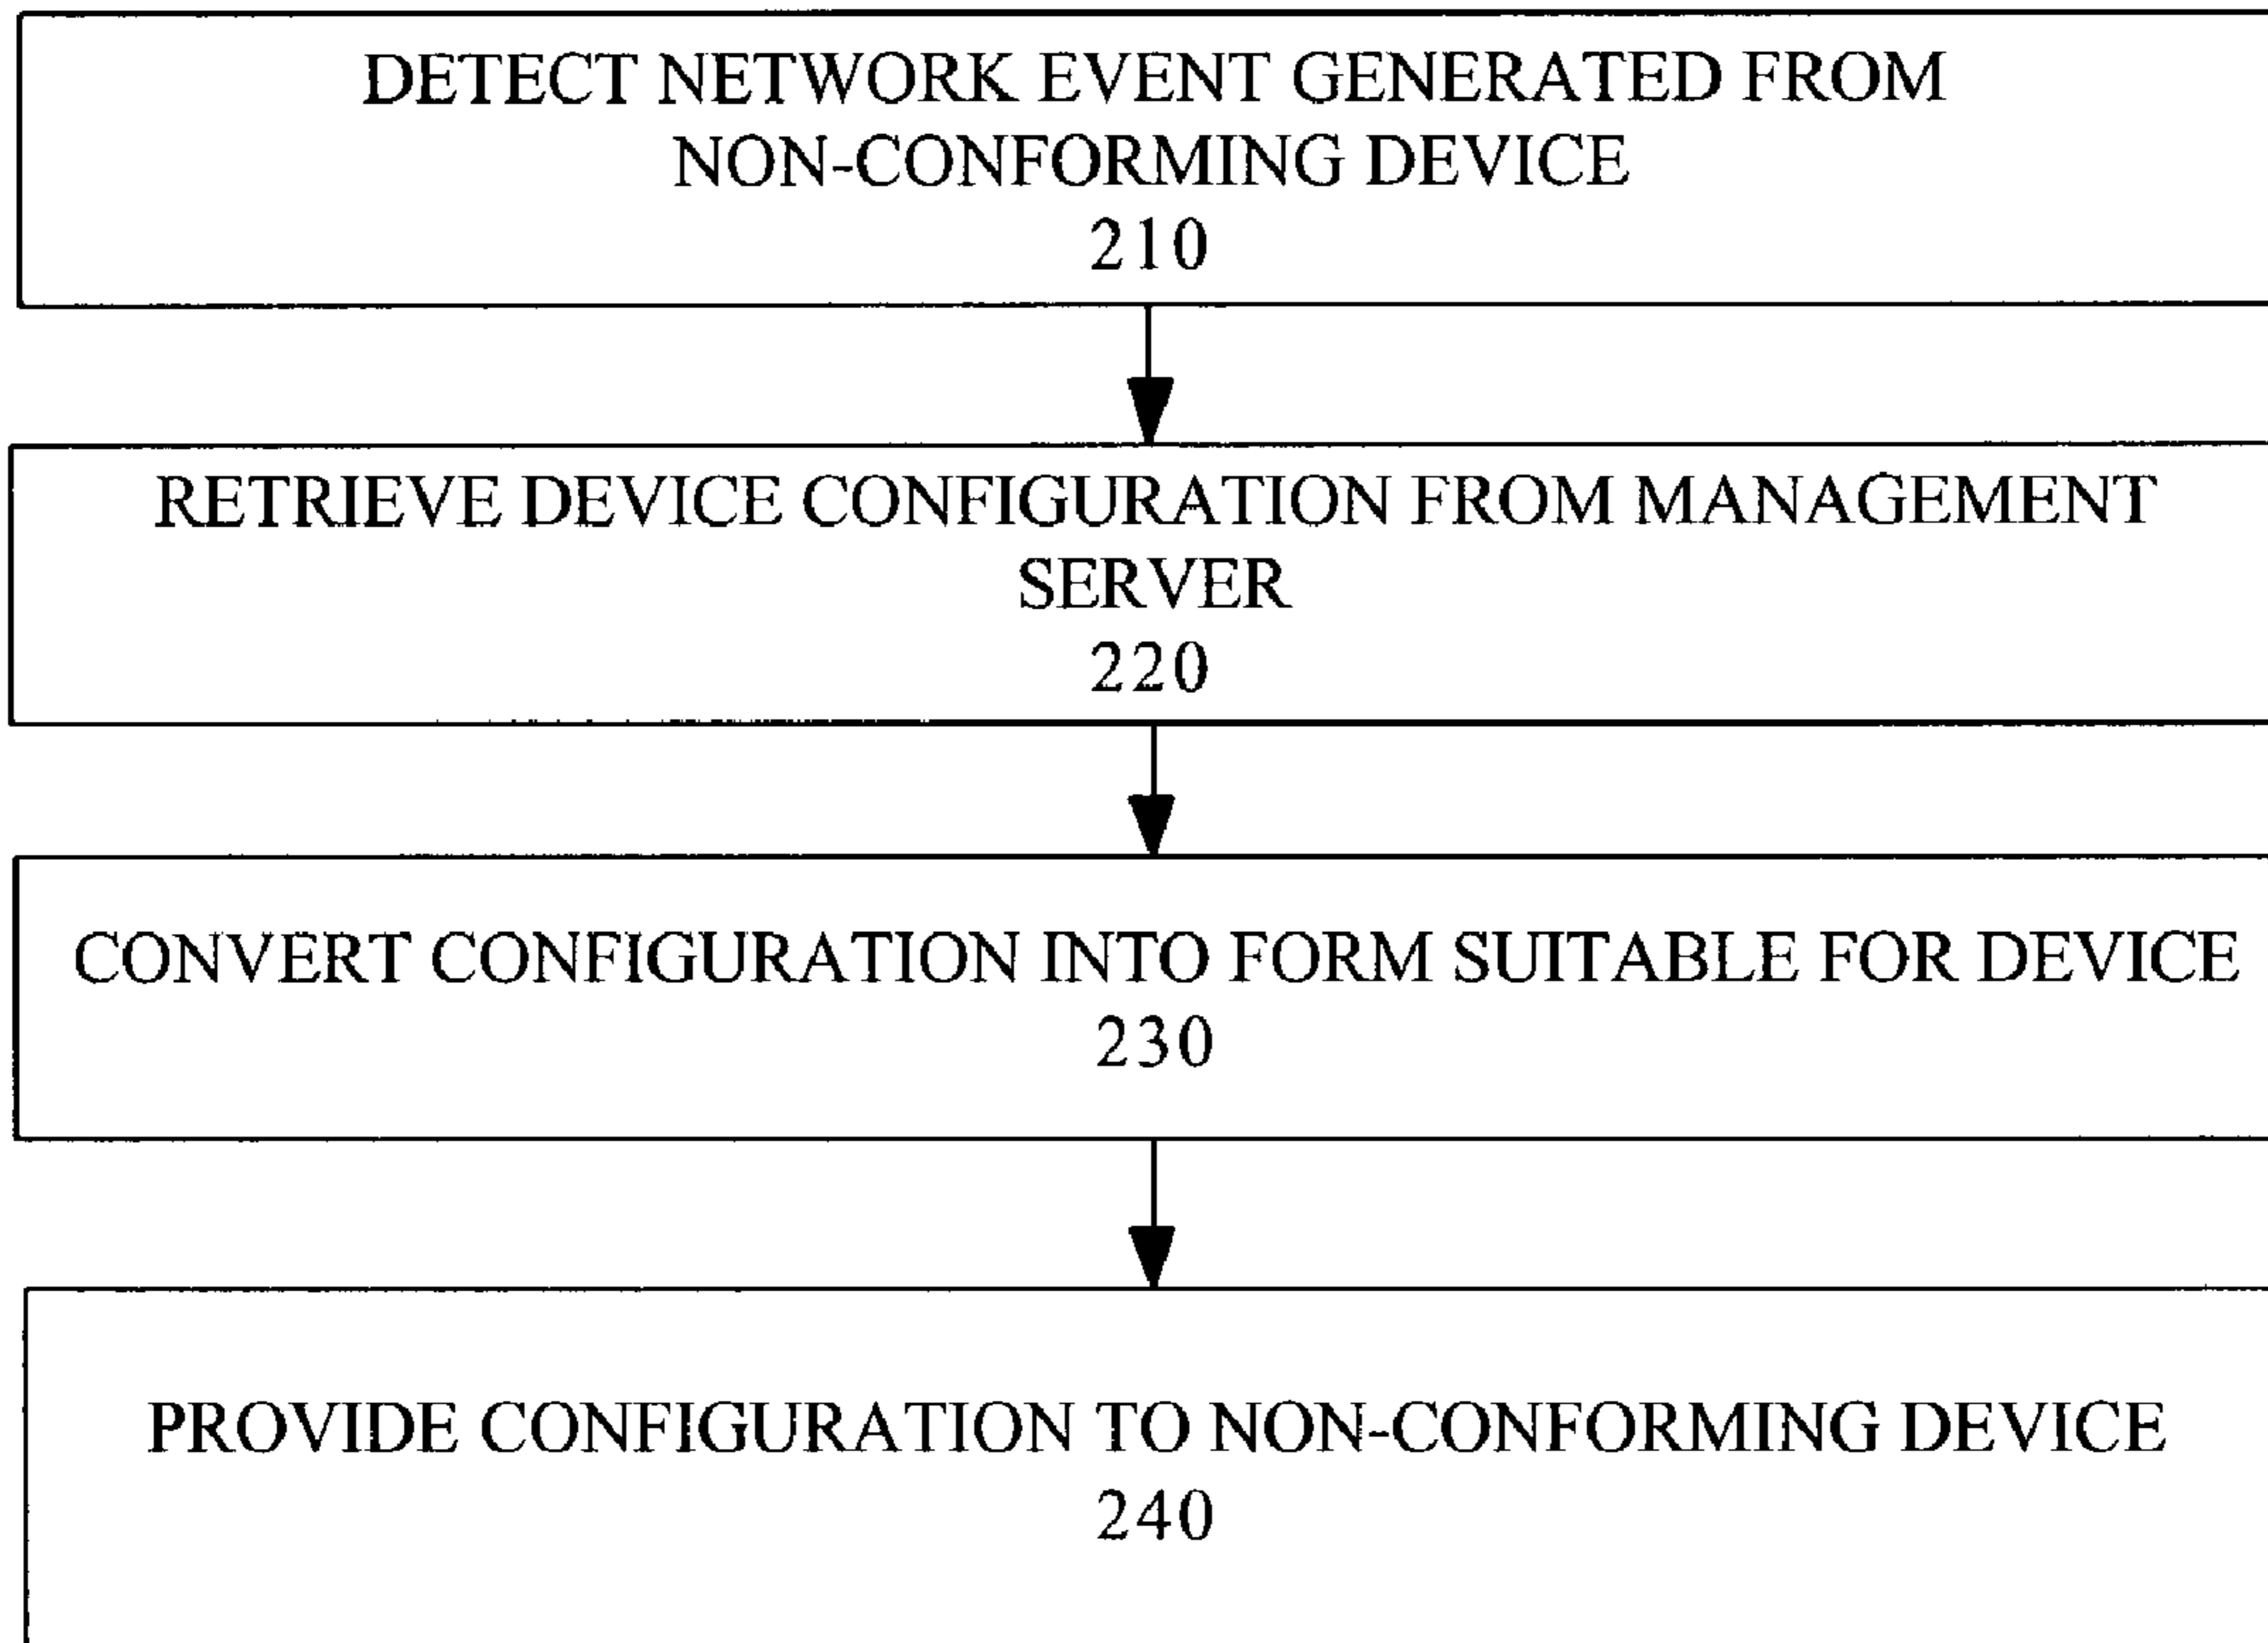 DETECT NETWORK EVENT GENERATED FROM
NON-CONFORMING DEVICE
210
RETRIEVE DEVICE CONFIGURATION FROM MANAGEMENT
SERVER
220
CONVERT CONFIGURATION INTO FORM SUITABLE FOR DEVICE
230
PROVIDE CONFIGURATION TO NON-CONFORMING DEVICE
240